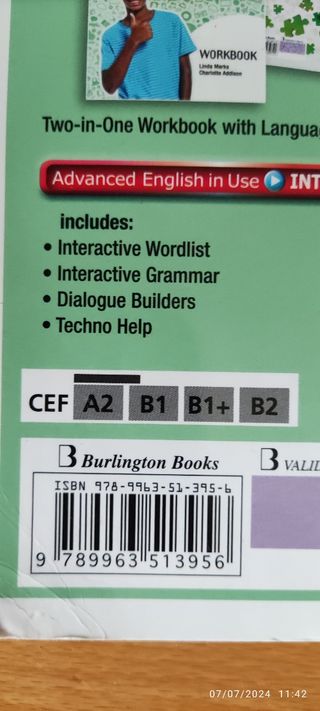 WORKBOOK
Linda Marks
Charlotte Addison
Two-in-One Workbook with
Advanced English in Use
includes:
• Interactive Wordlist
• Interactive Grammar
• Dialogue Builders
• Techno Help
CEF A2 B1 B1+ B2
B Burlington Books
B VALID
ISBN 978-9963-51-395-6
9 789963 513956
07/07/2024 11:42